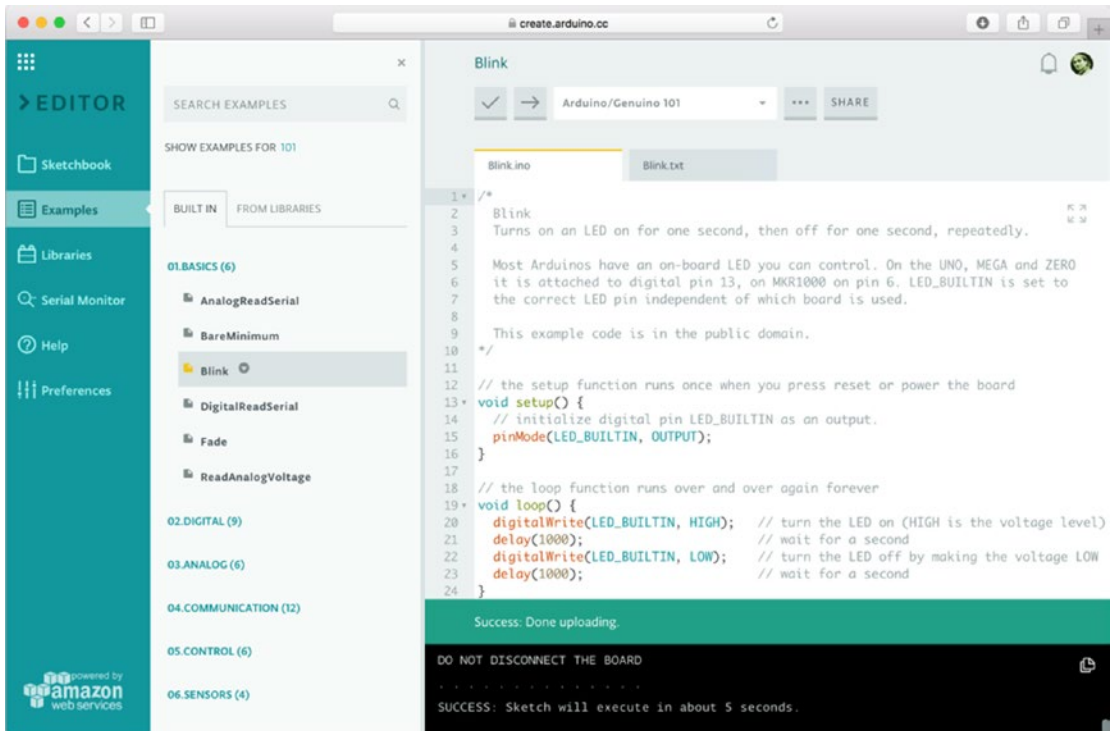 create.arduino.cc
>EDITOR
Sketchbook
Examples
Libraries
Serial Monitor
Help
Preferences
powered by
amazon
web services
SEARCH EXAMPLES
SHOW EXAMPLES FOR 101
BUILT IN
FROM LIBRARIES
01.BASICS (6)
AnalogReadSerial
BareMinimum
Blink
DigitalReadSerial
Fade
ReadAnalogVoltage
02.DIGITAL (9)
03.ANALOG (6)
04.COMMUNICATION (12)
05.CONTROL (6)
06.SENSORS (4)
Blink
Arduino/Genuino 101
SHARE
Blink.ino
Blink.txt
1 /*
2 Blink
3 Turns on an LED on for one second, then off for one second, repeatedly.
4
5 Most Arduinos have an on-board LED you can control. On the UNO, MEGA and ZERO
6 it is attached to digital pin 13, on MKR1000 on pin 6. LED_BUILTIN is set to
7 the correct LED pin independent of which board is used.
8
9 This example code is in the public domain.
10 */
11
12 // the setup function runs once when you press reset or power the board
13 void setup() {
14 // initialize digital pin LED_BUILTIN as an output.
15 pinMode(LED_BUILTIN, OUTPUT);
16 }
17
18 // the loop function runs over and over again forever
19 void loop() {
20 digitalWrite(LED_BUILTIN, HIGH); // turn the LED on (HIGH is the voltage level)
21 delay(1000); // wait for a second
22 digitalWrite(LED_BUILTIN, LOW); // turn the LED off by making the voltage LOW
23 delay(1000); // wait for a second
24 }
Success: Done uploading.
DO NOT DISCONNECT THE BOARD
. . . . . . . . . . . . . .
SUCCESS: Sketch will execute in about 5 seconds.